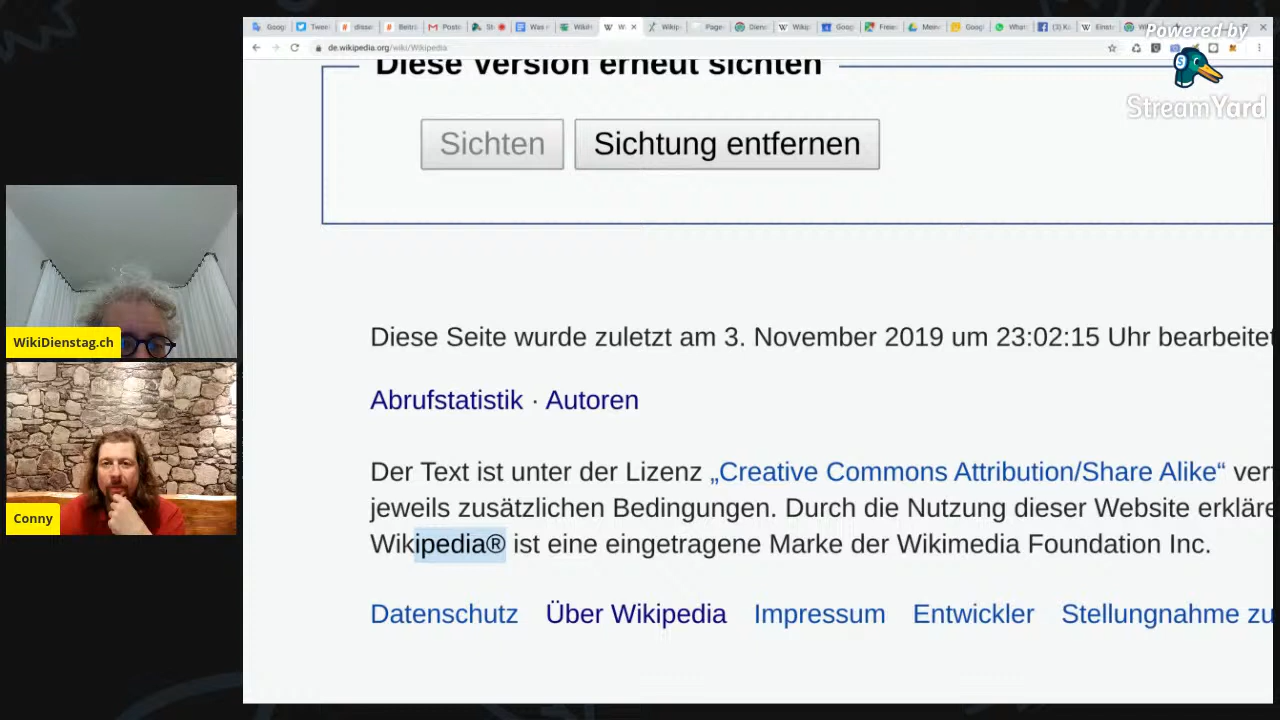 Powered by
StreamYard
de.wikipedia.org/wiki/Wikipedia
Diese Version erneut sichten
Sichten Sichtung entfernen
Diese Seite wurde zuletzt am 3. November 2019 um 23:02:15 Uhr bearbeitet
Abrufstatistik · Autoren
Der Text ist unter der Lizenz „Creative Commons Attribution/Share Alike“ ver
jeweils zusätzlichen Bedingungen. Durch die Nutzung dieser Website erkläre
Wikipedia® ist eine eingetragene Marke der Wikimedia Foundation Inc.
Datenschutz Über Wikipedia Impressum Entwickler Stellungnahme zu
WikiDienstag.ch
Conny